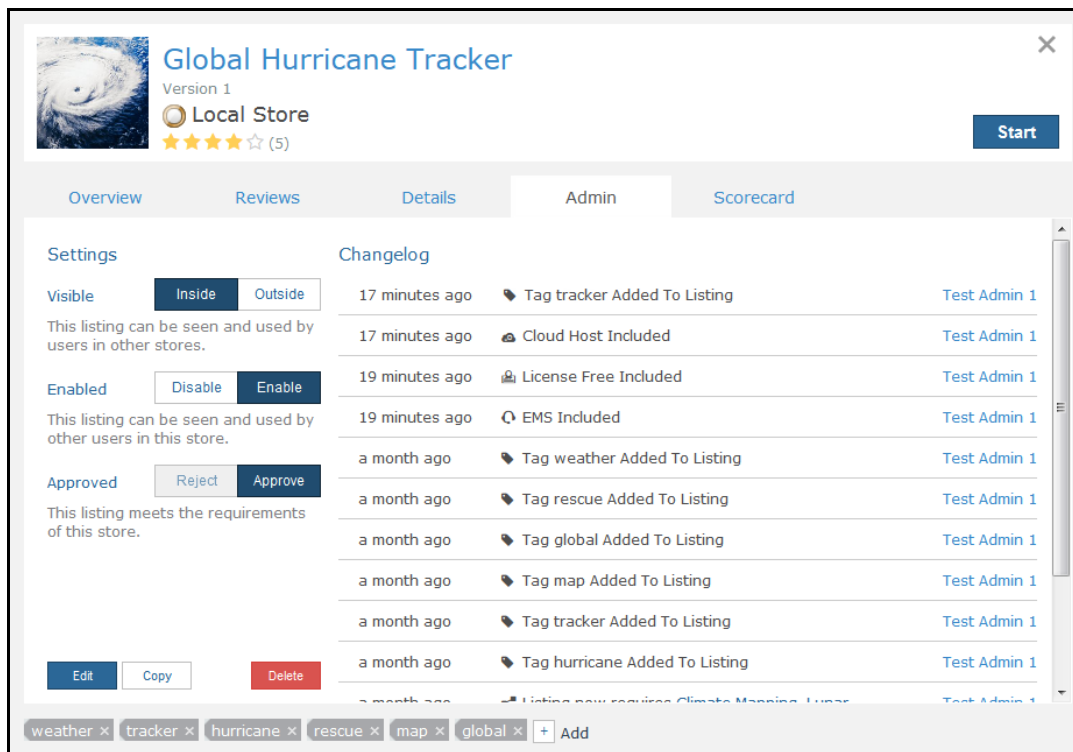 Global Hurricane Tracker
Version 1
Local Store
(5)
Start
Overview Reviews Details Admin Scorecard
Settings
Visible Inside Outside
This listing can be seen and used by
users in other stores.
Enabled Disable Enable
This listing can be seen and used by
other users in this store.
Approved Reject Approve
This listing meets the requirements
of this store.
Edit Copy Delete
Changelog
17 minutes ago Tag tracker Added To Listing Test Admin 1
17 minutes ago Cloud Host Included Test Admin 1
19 minutes ago License Free Included Test Admin 1
19 minutes ago EMS Included Test Admin 1
a month ago Tag weather Added To Listing Test Admin 1
a month ago Tag rescue Added To Listing Test Admin 1
a month ago Tag global Added To Listing Test Admin 1
a month ago Tag map Added To Listing Test Admin 1
a month ago Tag tracker Added To Listing Test Admin 1
a month ago Tag hurricane Added To Listing Test Admin 1
a month ago Listing now requires Climate Mapping, Lunar
weather × tracker × hurricane × rescue × map × global × + Add